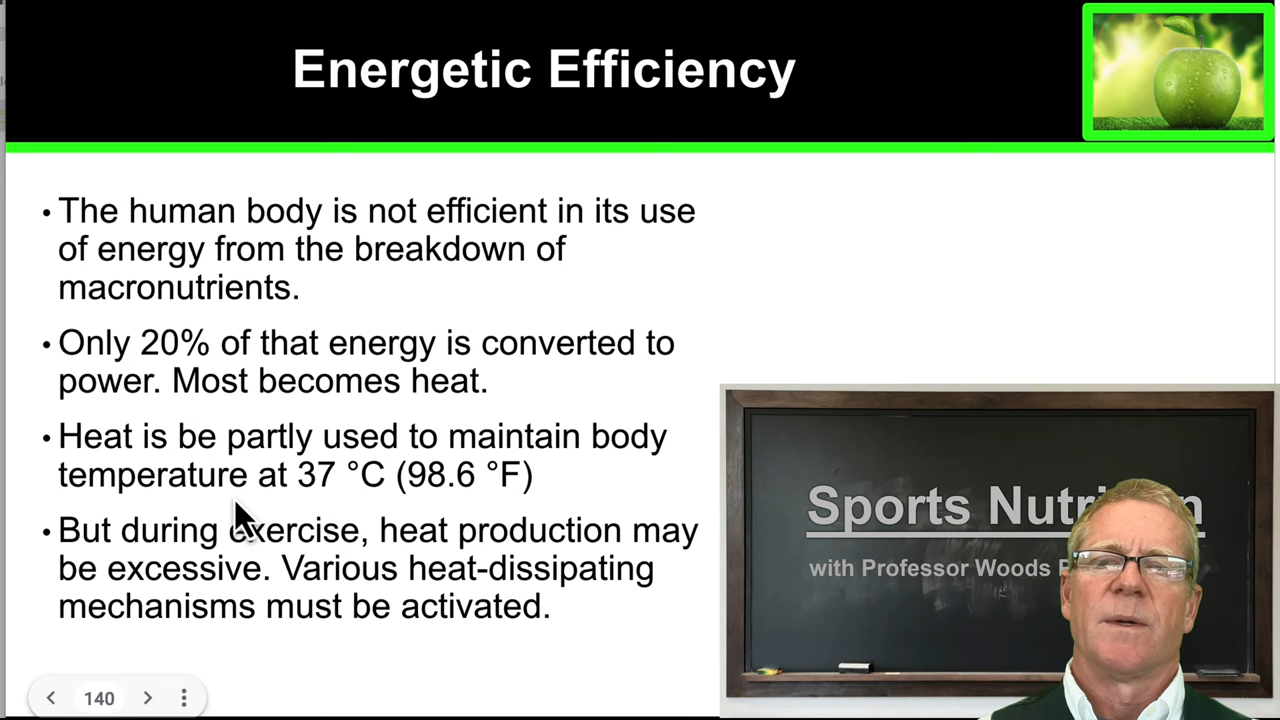 Energetic Efficiency
• The human body is not efficient in its use
of energy from the breakdown of
macronutrients.
• Only 20% of that energy is converted to
power. Most becomes heat.
• Heat is be partly used to maintain body
temperature at 37 °C (98.6 °F)
• But during exercise, heat production may
be excessive. Various heat-dissipating
mechanisms must be activated.
Sports
with Professor Woods
140